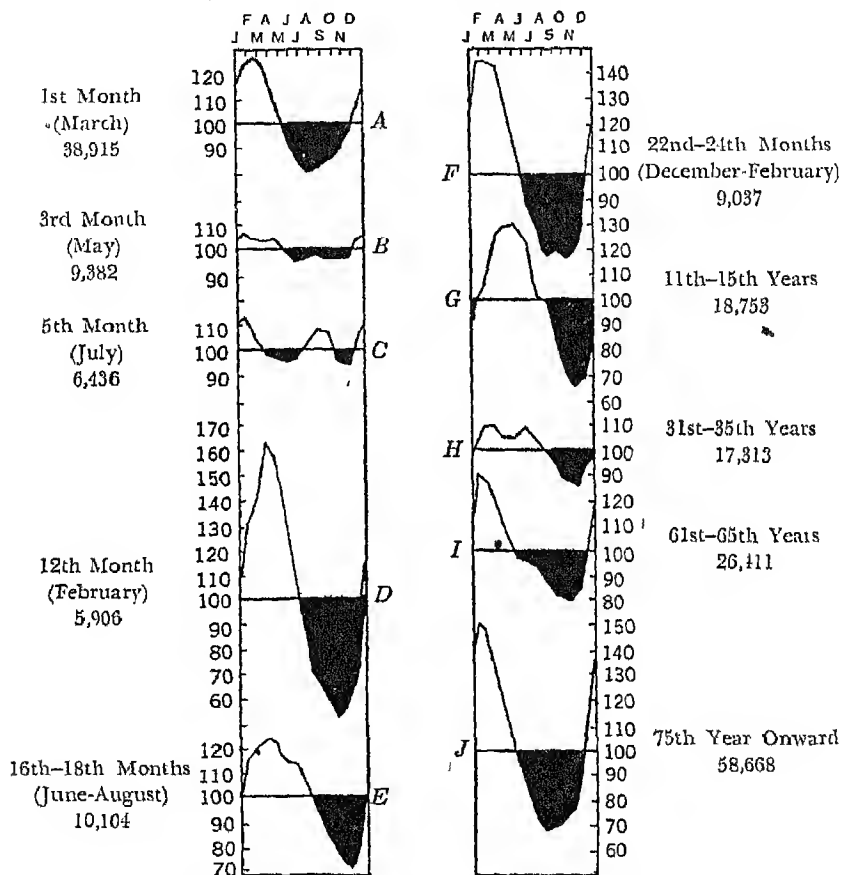 F A J A O D
J M M J S N
120
110
100
90
1st Month
(March)
38,915
A
110
100
90
3rd Month
(May)
9,382
B
110
100
90
5th Month
(July)
6,436
C
170
160
150
140
130
120
110
100
90
80
70
60
12th Month
(February)
5,906
D
120
110
100
90
80
70
16th–18th Months
(June-August)
10,104
E
F A J A O D
J M M J S N
140
130
120
110
100
90
F
22nd–24th Months
(December-February)
9,037
130
120
110
100
90
80
70
60
G
11th–15th Years
18,753
110
100
90
H
31st–35th Years
17,313
120
110
100
90
80
I
61st–65th Years
26,411
150
140
130
120
110
100
90
80
70
60
J
75th Year Onward
58,668